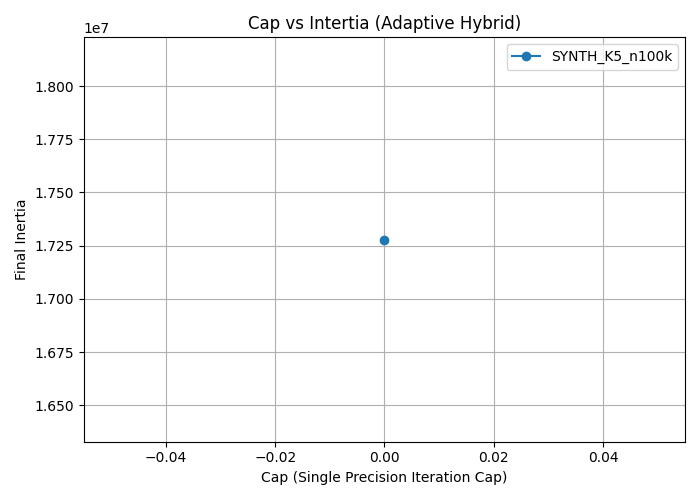 Cap vs Intertia (Adaptive Hybrid)
1e7
SYNTH_K5_n100k
1.800
1.775
1.750
1.725
1.700
1.675
1.650
Final Inertia
−0.04
−0.02
0.00
0.02
0.04
Cap (Single Precision Iteration Cap)